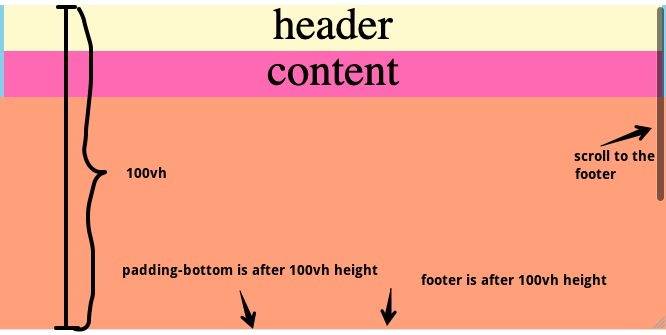 header
content
scroll to the
footer
100vh
padding-bottom is after 100vh height
footer is after 100vh height